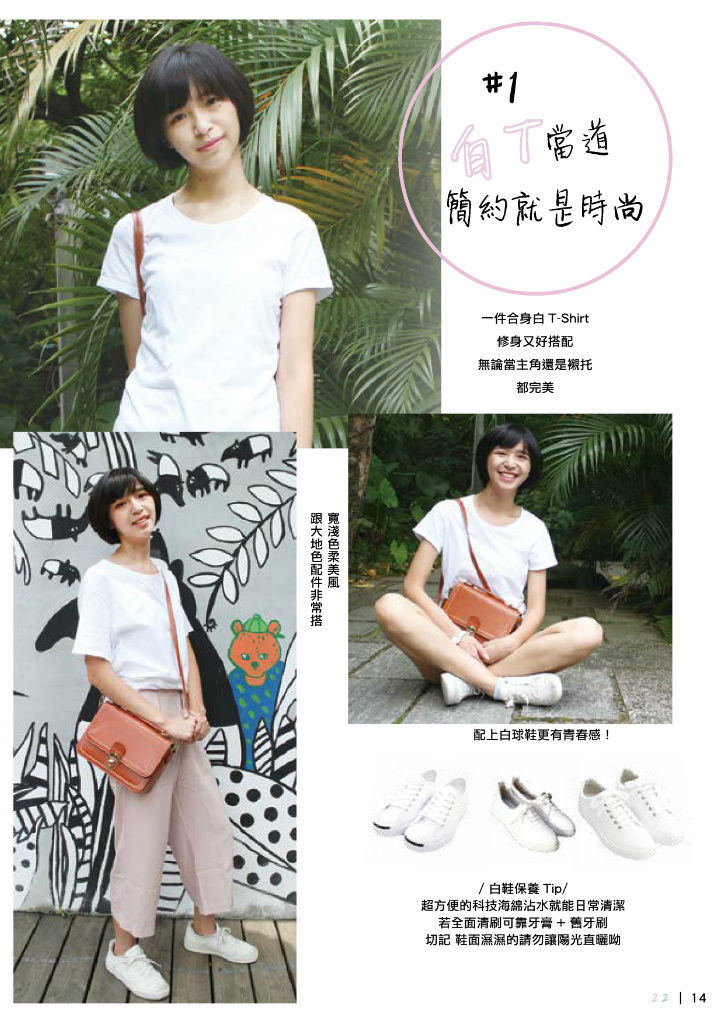 #1
白T當道
簡約就是時尚
一件合身白 T-Shirt
修身又好搭配
無論當主角還是襯托
都完美
寬淺色柔美風
跟大地色配件非常搭
配上白球鞋更有青春感！
/ 白鞋保養 Tip/
超方便的科技海綿沾水就能日常清潔
若全面清刷可靠牙膏 + 舊牙刷
切記 鞋面濕濕的請勿讓陽光直曬呦
22 | 14